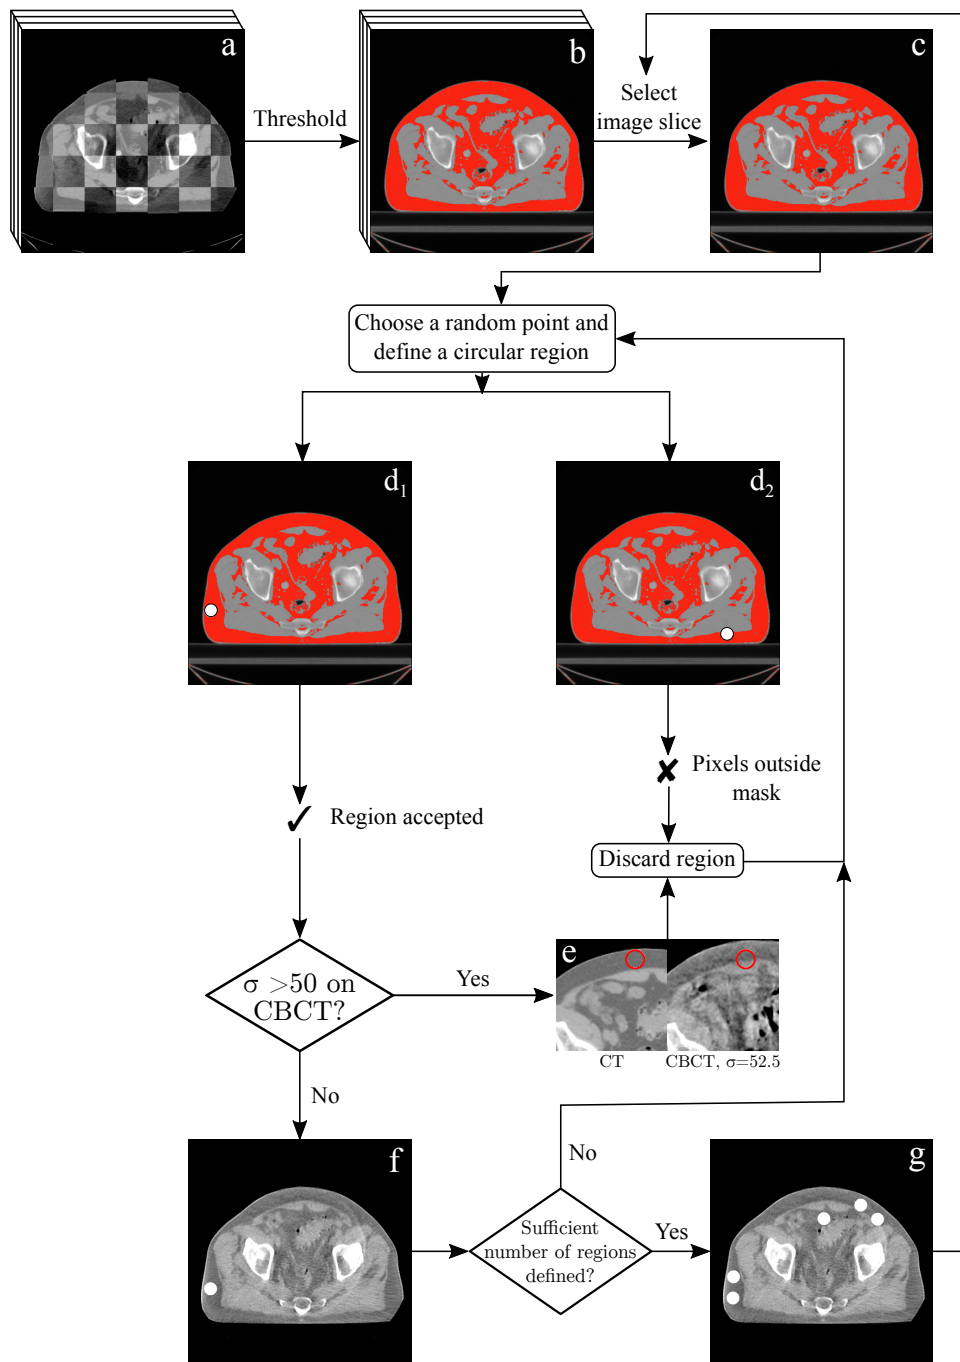 a
b
c
Threshold
Select
image slice
Choose a random point and
define a circular region
d1
d2
Pixels outside
mask
Region accepted
Discard region
σ >50 on
CBCT?
Yes
e
CT
CBCT, σ=52.5
No
f
g
No
Sufficient
number of regions
defined?
Yes